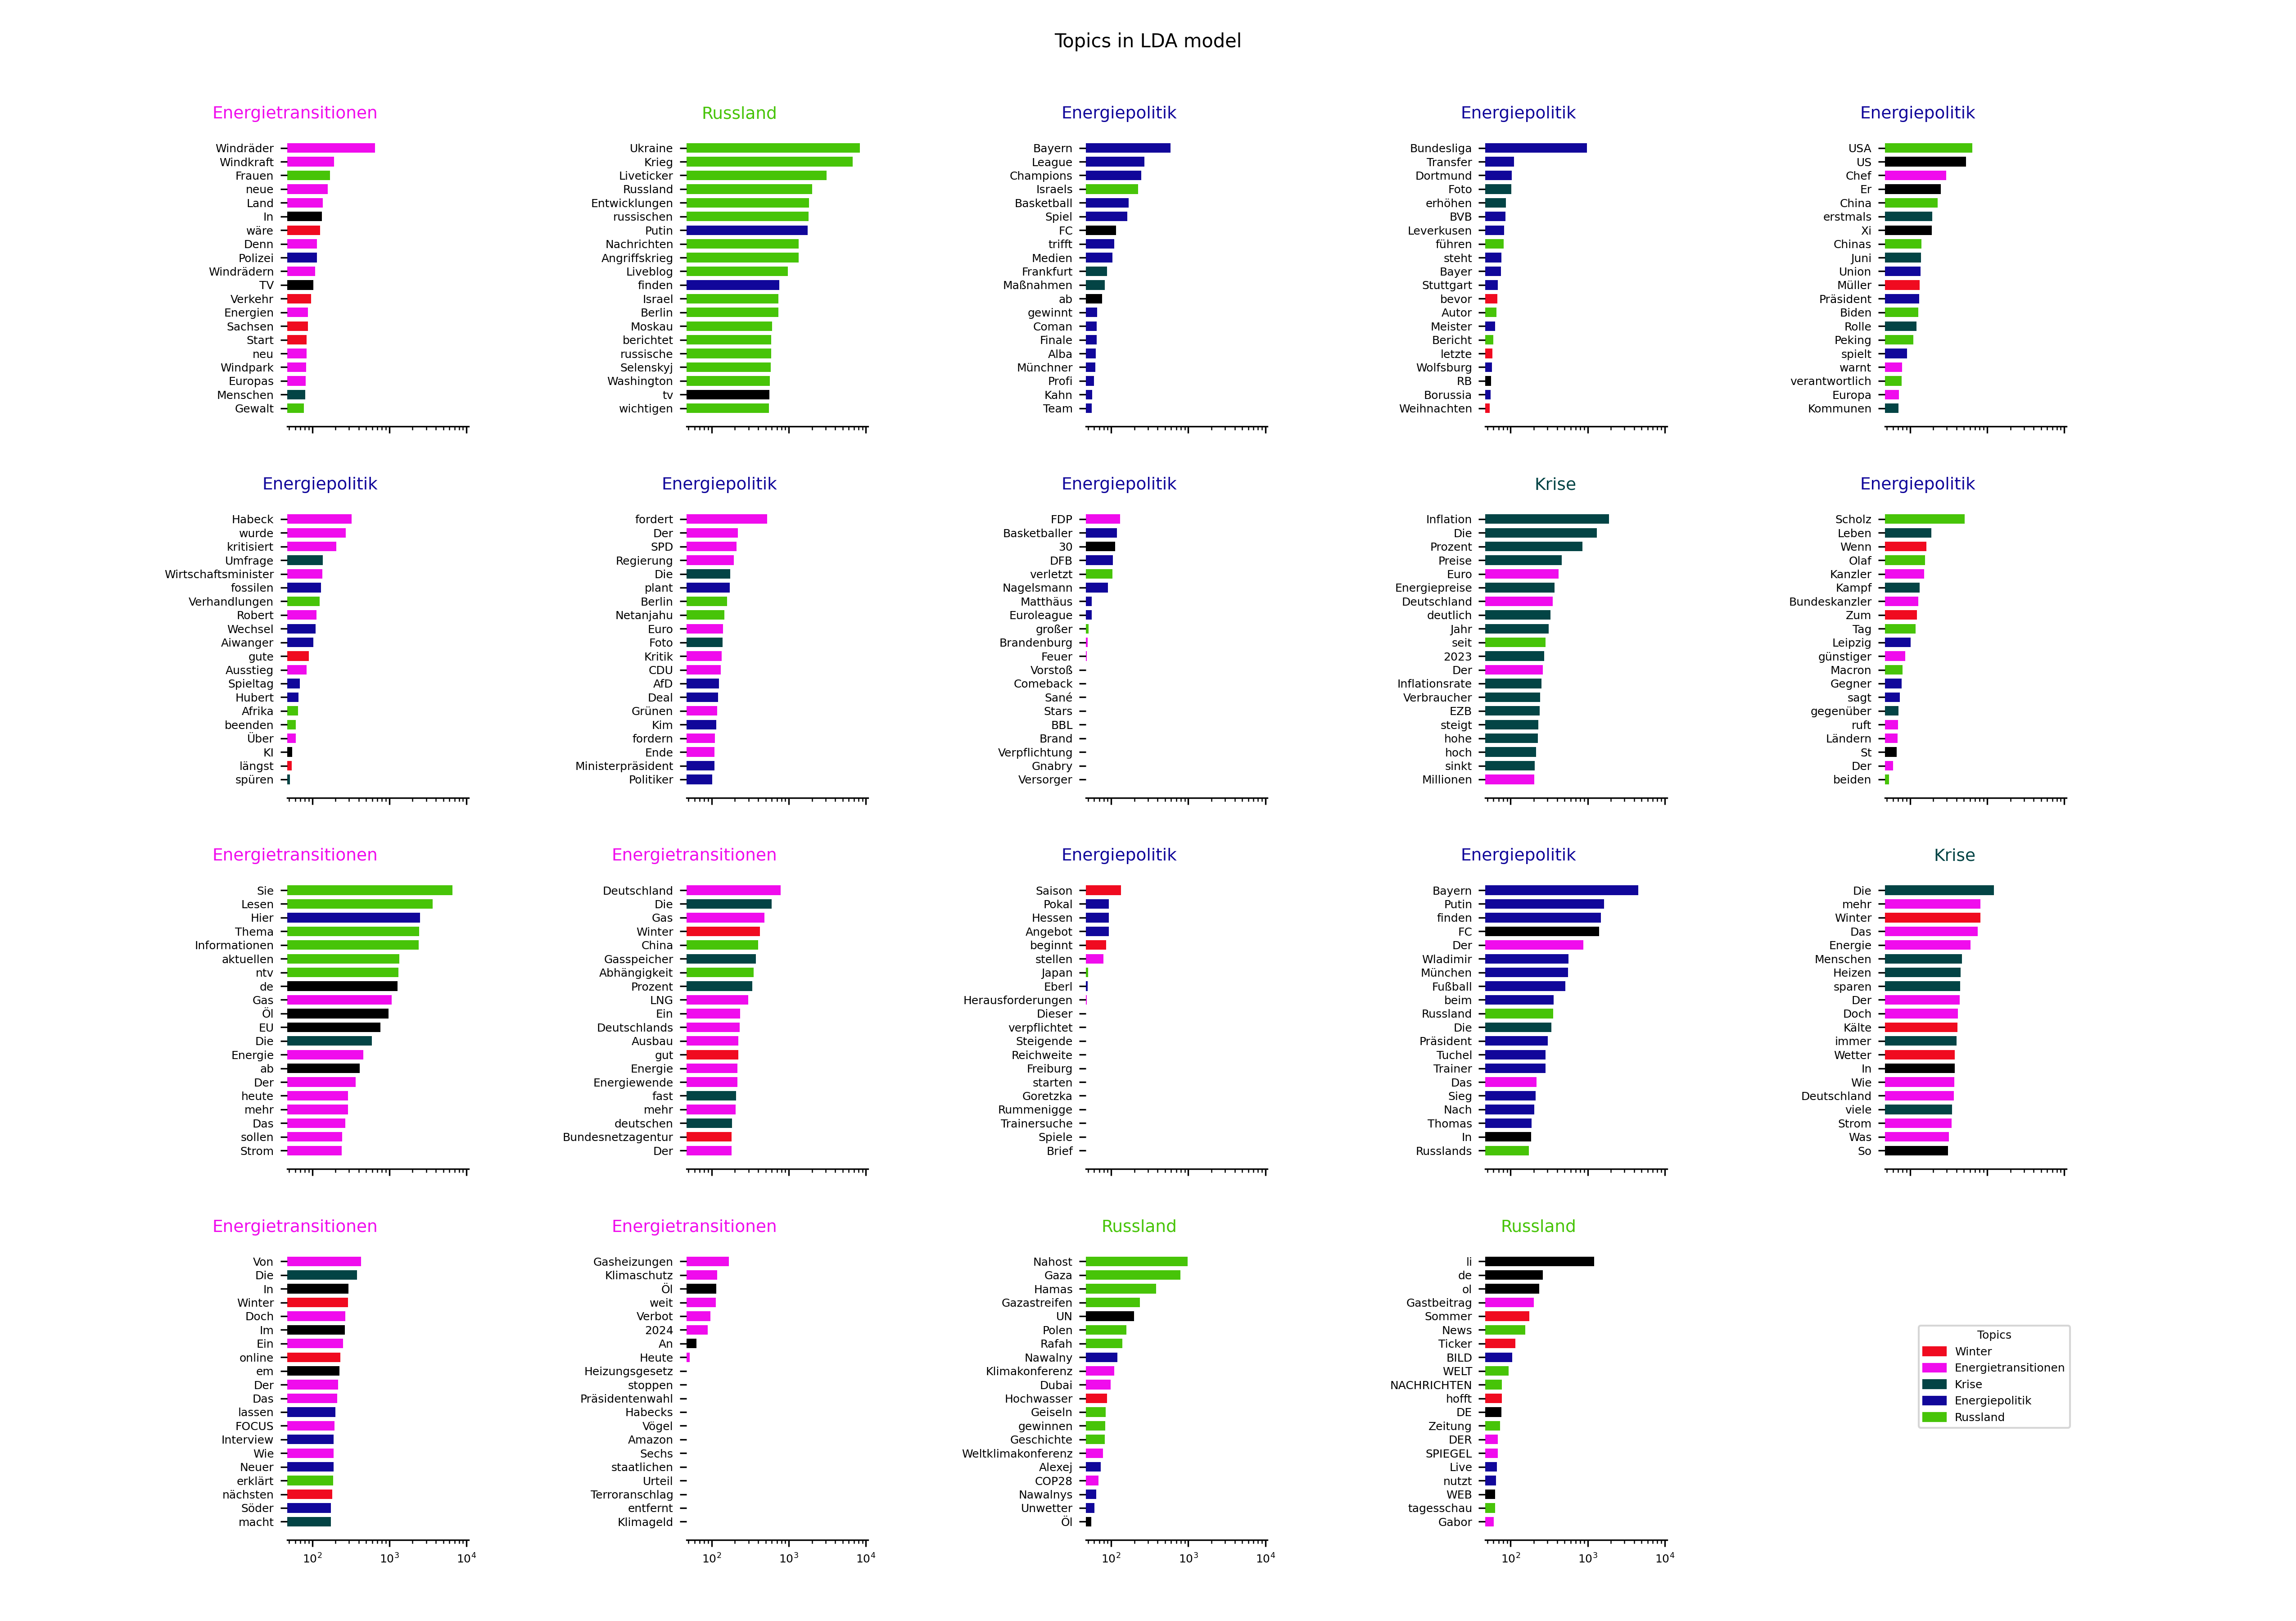 Topics in LDA model
Energietransitionen
Windräder
Windkraft
Frauen
neue
Land
In
wäre
Denn
Polizei
Windrädern
TV
Verkehr
Energien
Sachsen
Start
neu
Windpark
Europas
Menschen
Gewalt
Russland
Ukraine
Krieg
Liveticker
Russland
Entwicklungen
russischen
Putin
Nachrichten
Angriffskrieg
Liveblog
finden
Israel
Berlin
Moskau
berichtet
russische
Selenskyj
Washington
tv
wichtigen
Energiepolitik
Bayern
League
Champions
Israels
Basketball
Spiel
FC
trifft
Medien
Frankfurt
Maßnahmen
ab
gewinnt
Coman
Finale
Alba
Münchner
Profi
Kahn
Team
Energiepolitik
Bundesliga
Transfer
Dortmund
Foto
erhöhen
BVB
Leverkusen
führen
steht
Bayer
Stuttgart
bevor
Autor
Meister
Bericht
letzte
Wolfsburg
RB
Borussia
Weihnachten
Energiepolitik
USA
US
Chef
Er
China
erstmals
Xi
Chinas
Juni
Union
Müller
Präsident
Biden
Rolle
Peking
spielt
warnt
verantwortlich
Europa
Kommunen
Energiepolitik
Habeck
wurde
kritisiert
Umfrage
Wirtschaftsminister
fossilen
Verhandlungen
Robert
Wechsel
Aiwanger
gute
Ausstieg
Spieltag
Hubert
Afrika
beenden
Über
KI
längst
spüren
Energiepolitik
fordert
Der
SPD
Regierung
Die
plant
Berlin
Netanjahu
Euro
Foto
Kritik
CDU
AfD
Deal
Grünen
Kim
fordern
Ende
Ministerpräsident
Politiker
Energiepolitik
FDP
Basketballer
30
DFB
verletzt
Nagelsmann
Matthäus
Euroleague
großer
Brandenburg
Feuer
Vorstoß
Comeback
Sané
Stars
BBL
Brand
Verpflichtung
Gnabry
Versorger
Krise
Inflation
Die
Prozent
Preise
Euro
Energiepreise
Deutschland
deutlich
Jahr
seit
2023
Der
Inflationsrate
Verbraucher
EZB
steigt
hohe
hoch
sinkt
Millionen
Energiepolitik
Scholz
Leben
Wenn
Olaf
Kanzler
Kampf
Bundeskanzler
Zum
Tag
Leipzig
günstiger
Macron
Gegner
sagt
gegenüber
ruft
Ländern
St
Der
beiden
Energietransitionen
Sie
Lesen
Hier
Thema
Informationen
aktuellen
ntv
de
Gas
Öl
EU
Die
Energie
ab
Der
heute
mehr
Das
sollen
Strom
Energietransitionen
Deutschland
Die
Gas
Winter
China
Gasspeicher
Abhängigkeit
Prozent
LNG
Ein
Deutschlands
Ausbau
gut
Energie
Energiewende
fast
mehr
deutschen
Bundesnetzagentur
Der
Energiepolitik
Saison
Pokal
Hessen
Angebot
beginnt
stellen
Japan
Eberl
Herausforderungen
Dieser
verpflichtet
Steigende
Reichweite
Freiburg
starten
Goretzka
Rummenigge
Trainersuche
Spiele
Brief
Energiepolitik
Bayern
Putin
finden
FC
Der
Wladimir
München
Fußball
beim
Russland
Die
Präsident
Tuchel
Trainer
Das
Sieg
Nach
Thomas
In
Russlands
Krise
Die
mehr
Winter
Das
Energie
Menschen
Heizen
sparen
Der
Doch
Kälte
immer
Wetter
In
Wie
Deutschland
viele
Strom
Was
So
Energietransitionen
Von
Die
In
Winter
Doch
Im
Ein
online
em
Der
Das
lassen
FOCUS
Interview
Wie
Neuer
erklärt
nächsten
Söder
macht
10² 10³ 10⁴
Energietransitionen
Gasheizungen
Klimaschutz
Öl
weit
Verbot
2024
An
Heute
Heizungsgesetz
stoppen
Präsidentenwahl
Habecks
Vögel
Amazon
Sechs
staatlichen
Urteil
Terroranschlag
entfernt
Klimageld
10² 10³ 10⁴
Russland
Nahost
Gaza
Hamas
Gazastreifen
UN
Polen
Rafah
Nawalny
Klimakonferenz
Dubai
Hochwasser
Geiseln
gewinnen
Geschichte
Weltklimakonferenz
Alexej
COP28
Nawalnys
Unwetter
Öl
10² 10³ 10⁴
Russland
li
de
ol
Gastbeitrag
Sommer
News
Ticker
BILD
WELT
NACHRICHTEN
hofft
DE
Zeitung
DER
SPIEGEL
Live
nutzt
WEB
tagesschau
Gabor
10² 10³ 10⁴
Topics
Winter
Energietransitionen
Krise
Energiepolitik
Russland